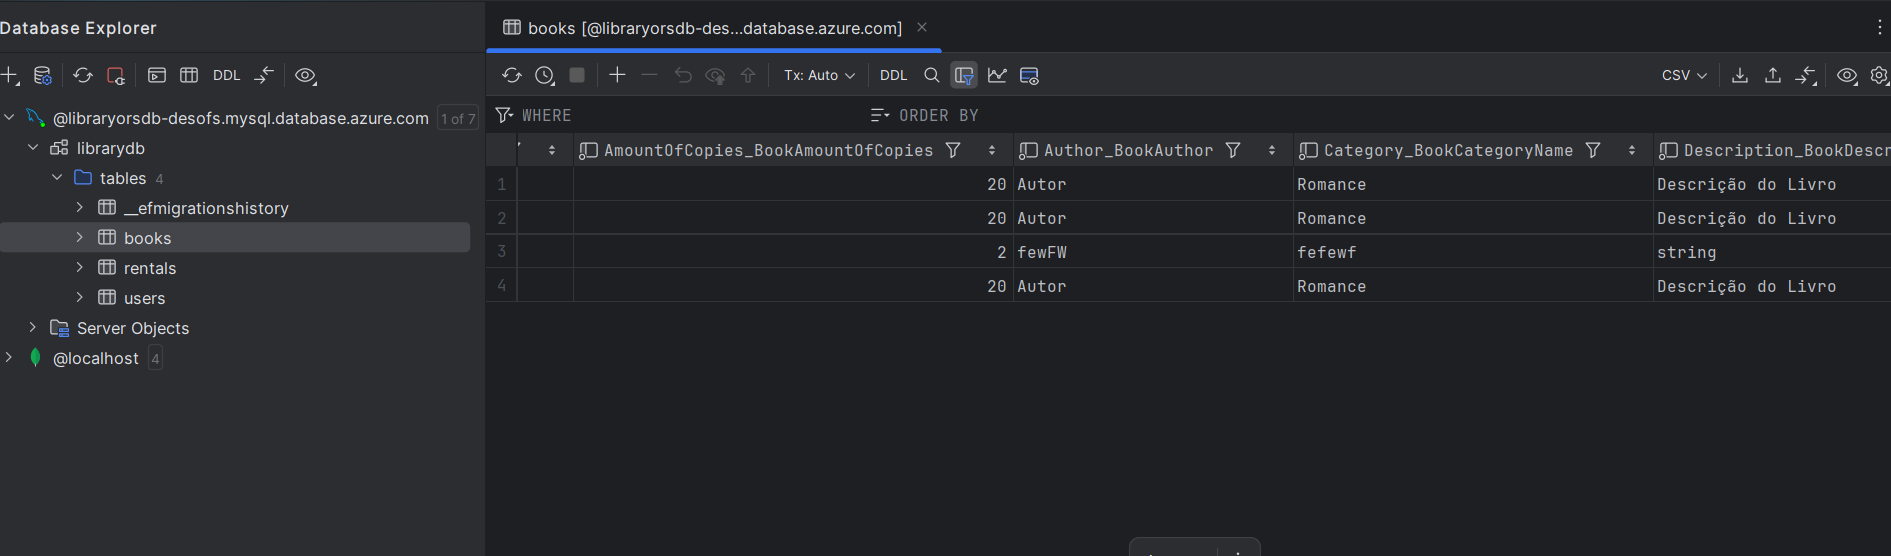 Database Explorer
books [@libraryorsdb-des...database.azure.com]
DDL
Tx: Auto
DDL
CSV
@libraryorsdb-desofs.mysql.database.azure.com 1 of 7
librarydb
tables 4
__efmigrationshistory
books
rentals
users
Server Objects
@localhost 4
WHERE
ORDER BY
AmountOfCopies_BookAmountOfCopies Author_BookAuthor Category_BookCategoryName Description_BookDescr
1 20 Autor Romance Descrição do Livro
2 20 Autor Romance Descrição do Livro
3 2 fewFW fefewf string
4 20 Autor Romance Descrição do Livro